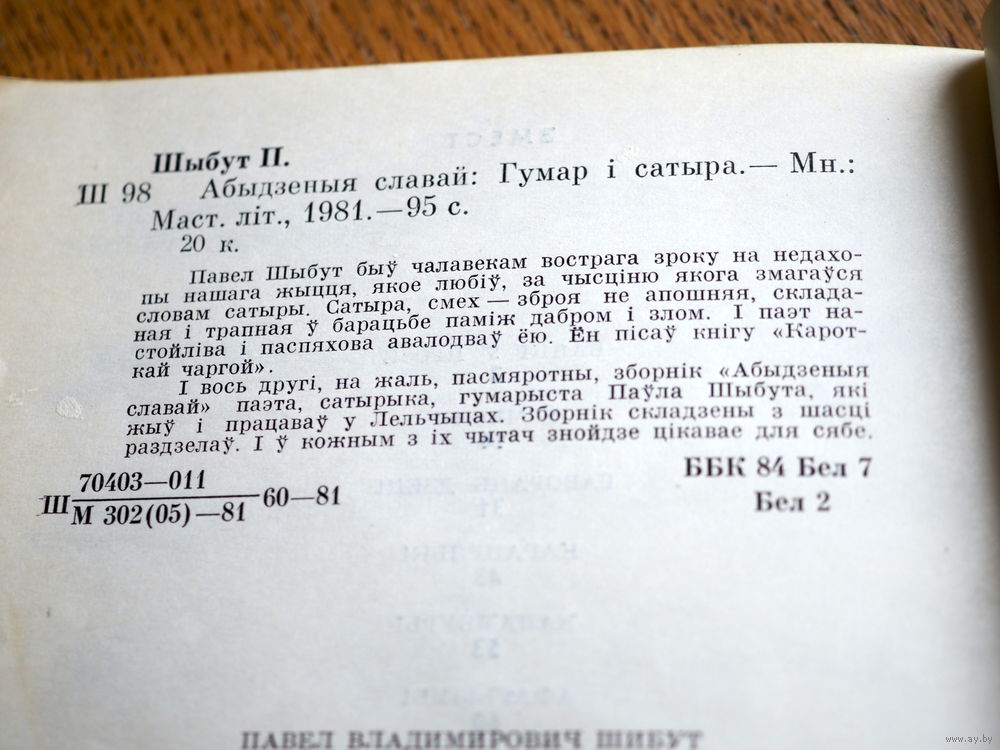 Шыбут П.
Ш 98 Абыдзеныя славай: Гумар і сатыра.— Мн.:
Маст. літ., 1981.—95 с.
20 к.
Павел Шыбут быў чалавекам вострага зроку на недахо-
пы нашага жыцця, якое любіў, за чысціню якога змагаўся
словам сатыры. Сатыра, смех — зброя не апошняя, склада-
ная і трапная ў барацьбе паміж дабром і злом. І паэт на-
стойліва і паспяхова авалодваў ёю. Ён пісаў кнігу «Карот-
кай чаргой».
І вось другі, на жаль, пасмяротны, зборнік «Абыдзеныя
славай» паэта, сатырыка, гумарыста Паўла Шыбута, які
жыў і працаваў у Лельчыцах. Зборнік складзены з шасці
раздзелаў. І ў кожным з іх чытач знойдзе цікавае для сябе.
Ш 70403—011
М 302(05)—81 60—81
ББК 84 Бел 7
Бел 2
ПАВЕЛ ВЛАДИМИРОВИЧ ШИБУТ
www.ay.by